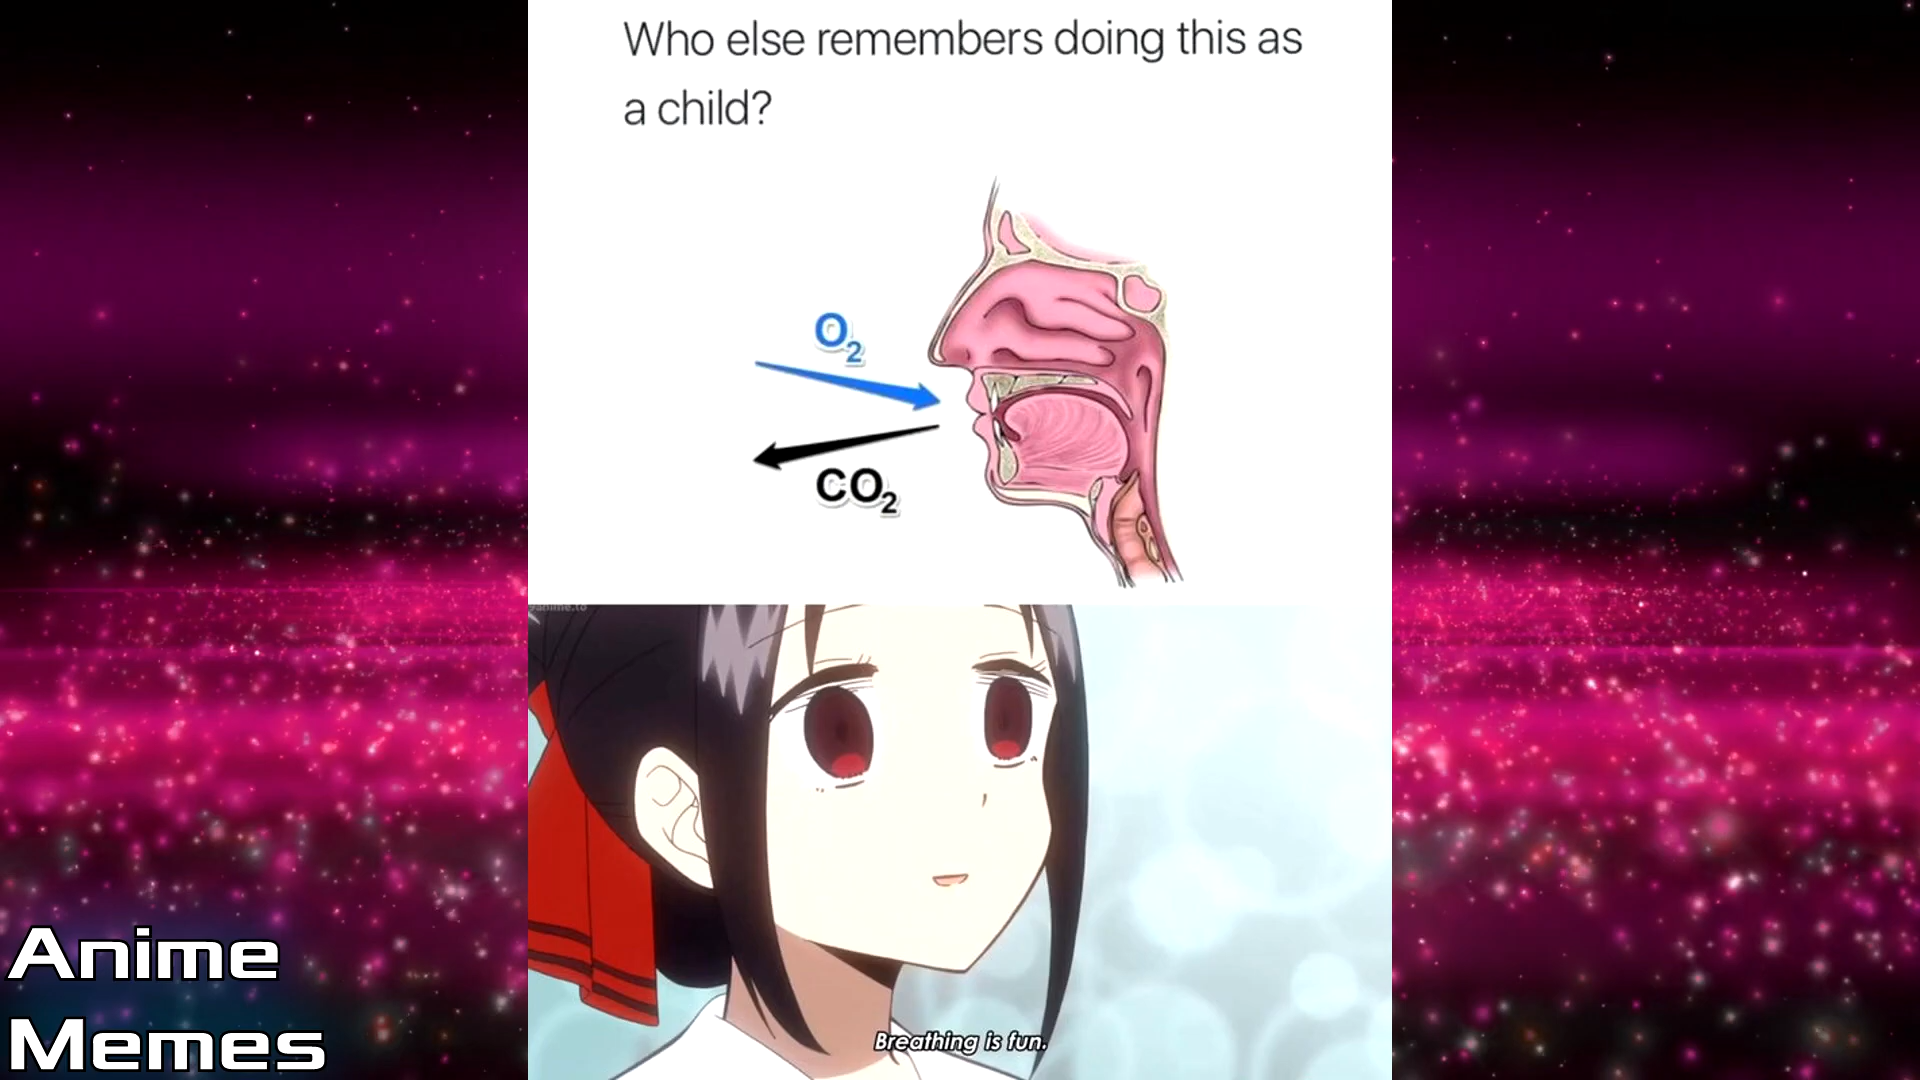 Who else remembers doing this as
a child?
O₂
CO₂
Breathing is fun.
Anime
Memes